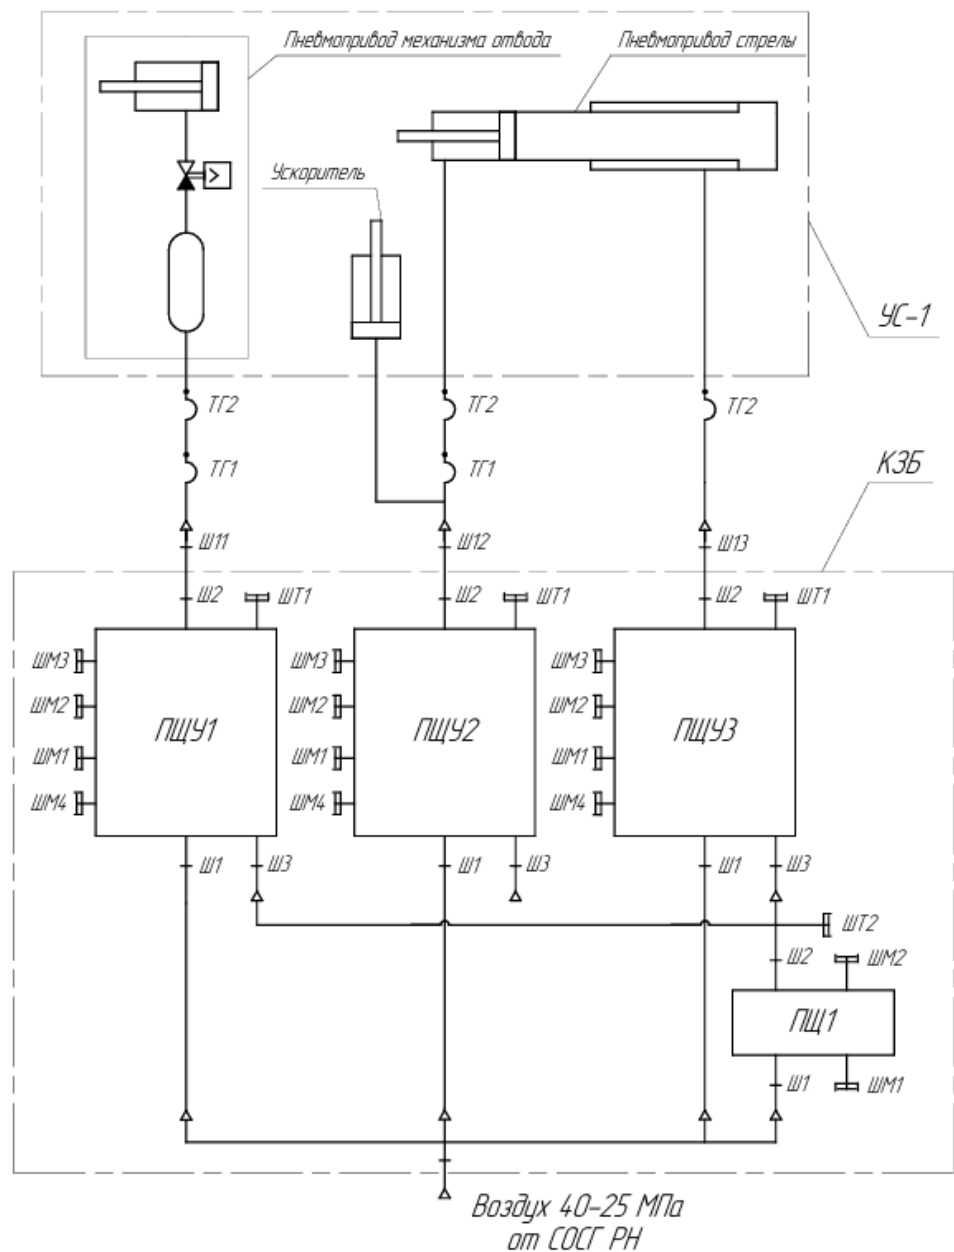 Пневмопривод механизма отвода
Пневмопривод стрелы
Ускоритель
УС-1
ТГ2
ТГ2
ТГ2
ТГ1
ТГ1
КЗБ
Ш11
Ш12
Ш13
Ш2
ШТ1
Ш2
ШТ1
Ш2
ШТ1
ШМ3
ШМ3
ШМ3
ШМ2
ШМ2
ШМ2
ПЩУ1
ПЩУ2
ПЩУ3
ШМ1
ШМ1
ШМ1
ШМ4
ШМ4
ШМ4
Ш1
Ш3
Ш1
Ш3
Ш1
Ш3
ШТ2
Ш2
ШМ2
ПЩ1
Ш1
ШМ1
Воздух 40-25 МПа
от СОСГ РН